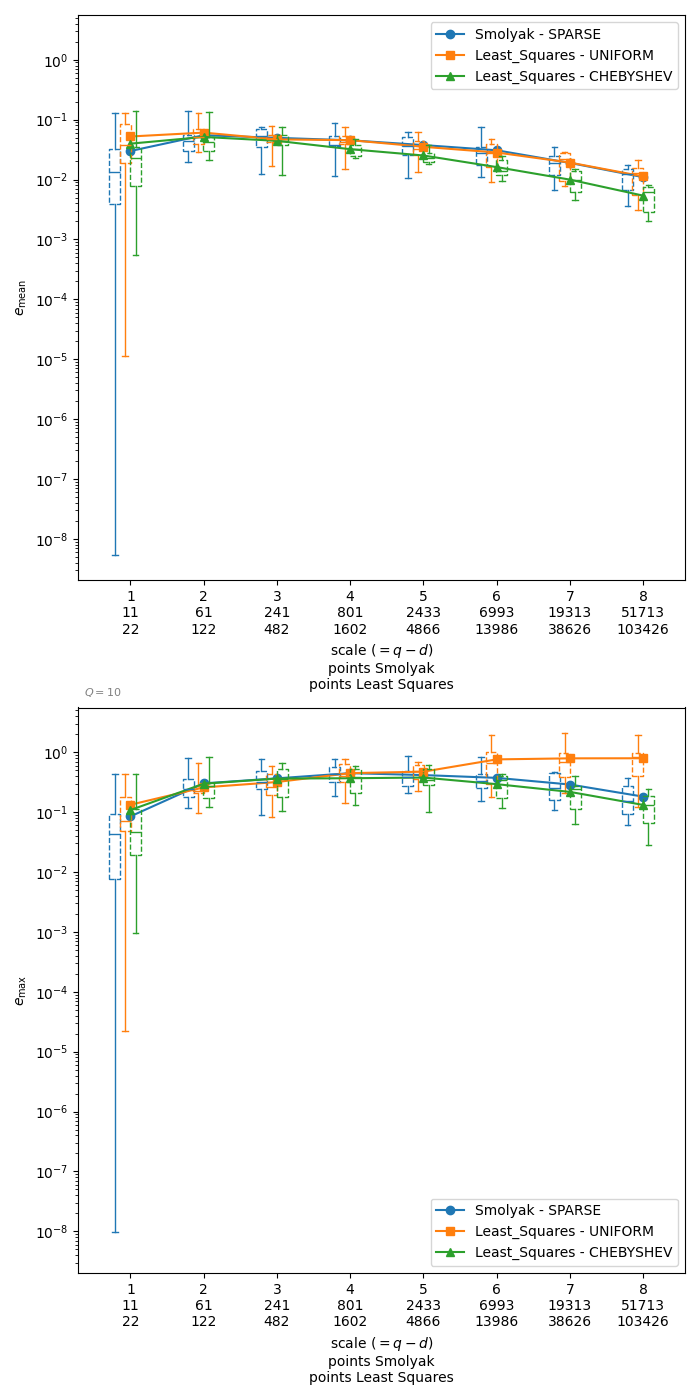 Smolyak - SPARSE
Least_Squares - UNIFORM
Least_Squares - CHEBYSHEV
10⁰
10⁻¹
10⁻²
10⁻³
10⁻⁴
10⁻⁵
10⁻⁶
10⁻⁷
10⁻⁸
e_mean
1 2 3 4 5 6 7 8
11 61 241 801 2433 6993 19313 51713
22 122 482 1602 4866 13986 38626 103426
scale (=q−d)
points Smolyak
points Least Squares
Q = 10
10⁰
10⁻¹
10⁻²
10⁻³
10⁻⁴
10⁻⁵
10⁻⁶
10⁻⁷
10⁻⁸
e_max
Smolyak - SPARSE
Least_Squares - UNIFORM
Least_Squares - CHEBYSHEV
1 2 3 4 5 6 7 8
11 61 241 801 2433 6993 19313 51713
22 122 482 1602 4866 13986 38626 103426
scale (=q−d)
points Smolyak
points Least Squares